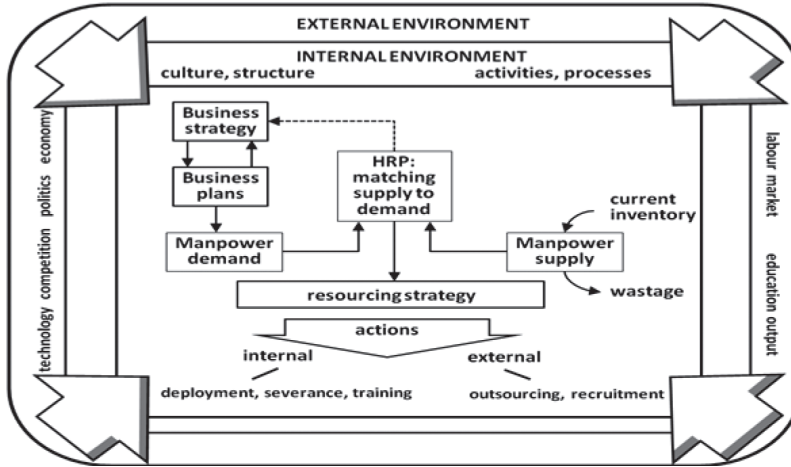 EXTERNAL ENVIRONMENT
INTERNAL ENVIRONMENT
culture, structure
activities, processes
Business
strategy
Business
plans
Manpower
demand
HRP:
matching
supply to
demand
current
inventory
Manpower
supply
wastage
resourcing strategy
actions
internal
external
deployment, severance, training
outsourcing, recruitment
technology competition politics economy
labour market
education output